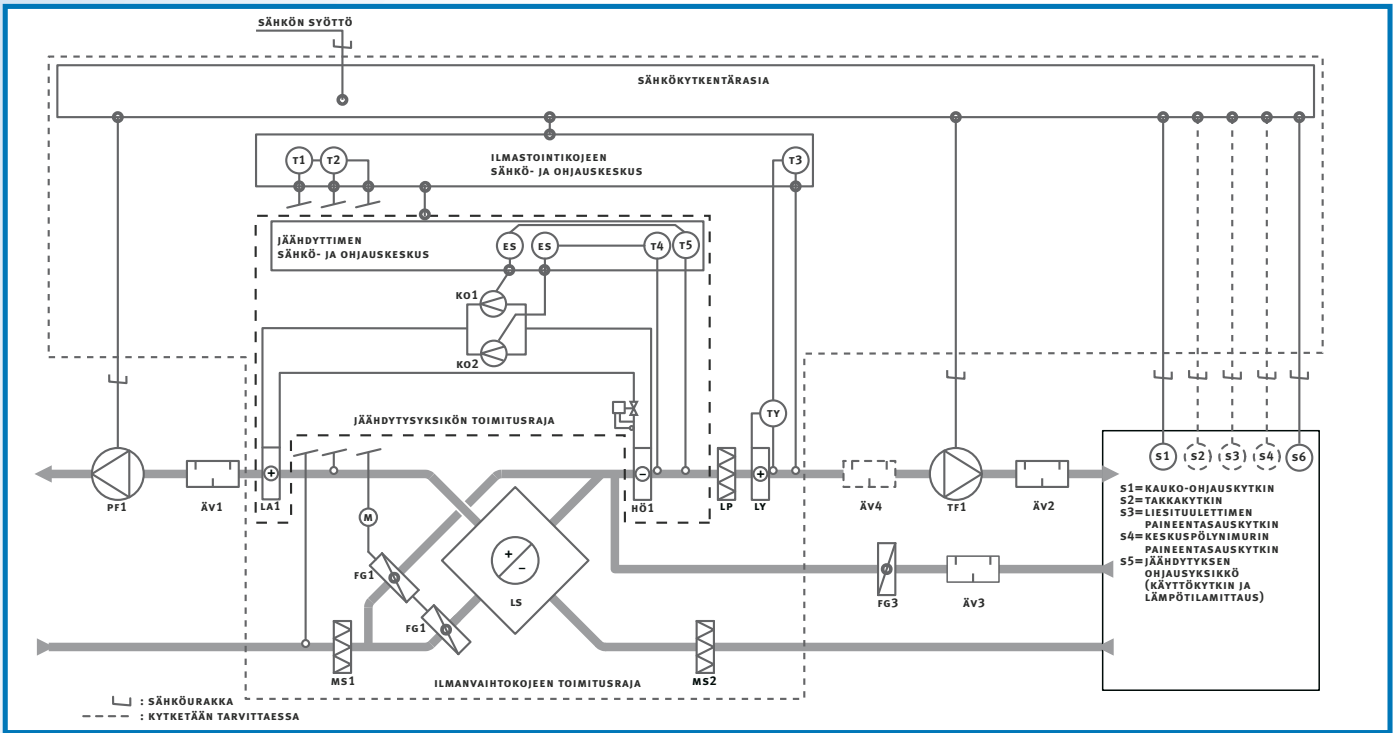 SÄHKÖN SYÖTTÖ
SÄHKÖKYTKENTÄRASIA
T1
T2
ILMASTOINTIKOJEEN
SÄHKÖ- JA OHJAUSKESKUS
T3
JÄÄHDYTTIMEN
SÄHKÖ- JA OHJAUSKESKUS
ES
ES
T4
T5
KO1
KO2
JÄÄHDYTYSYKSIKÖN TOIMITUSRAJA
TY
PF1
ÄV1
+
LA1
M
−
HÖ1
LP
+
LY
ÄV4
TF1
ÄV2
S1
S2
S3
S4
S6
S1=KAUKO-OHJAUSKYTKIN
S2=TAKKAKYTKIN
S3=LIESITUULETTIMEN
PAINEENTASAUSKYTKIN
S4=KESKUSPÖLYNIMURIN
PAINEENTASAUSKYTKIN
S5=JÄÄHDYTYKSEN
OHJAUSYKSIKKÖ
(KÄYTTÖKYTKIN JA
LÄMPÖTILAMITTAUS)
FG1
FG1
+
−
LS
FG3
ÄV3
MS1
MS2
ILMANVAIHTOKOJEEN TOIMITUSRAJA
: SÄHKÖURAKKA
: KYTKETÄÄN TARVITTAESSA